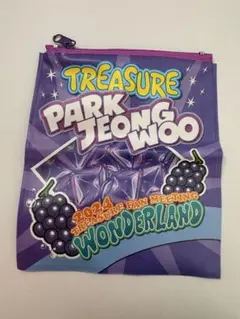 TREASURE
PARK
JEONG
WOO
2024
TREASURE FAN MEETING
WONDERLAND